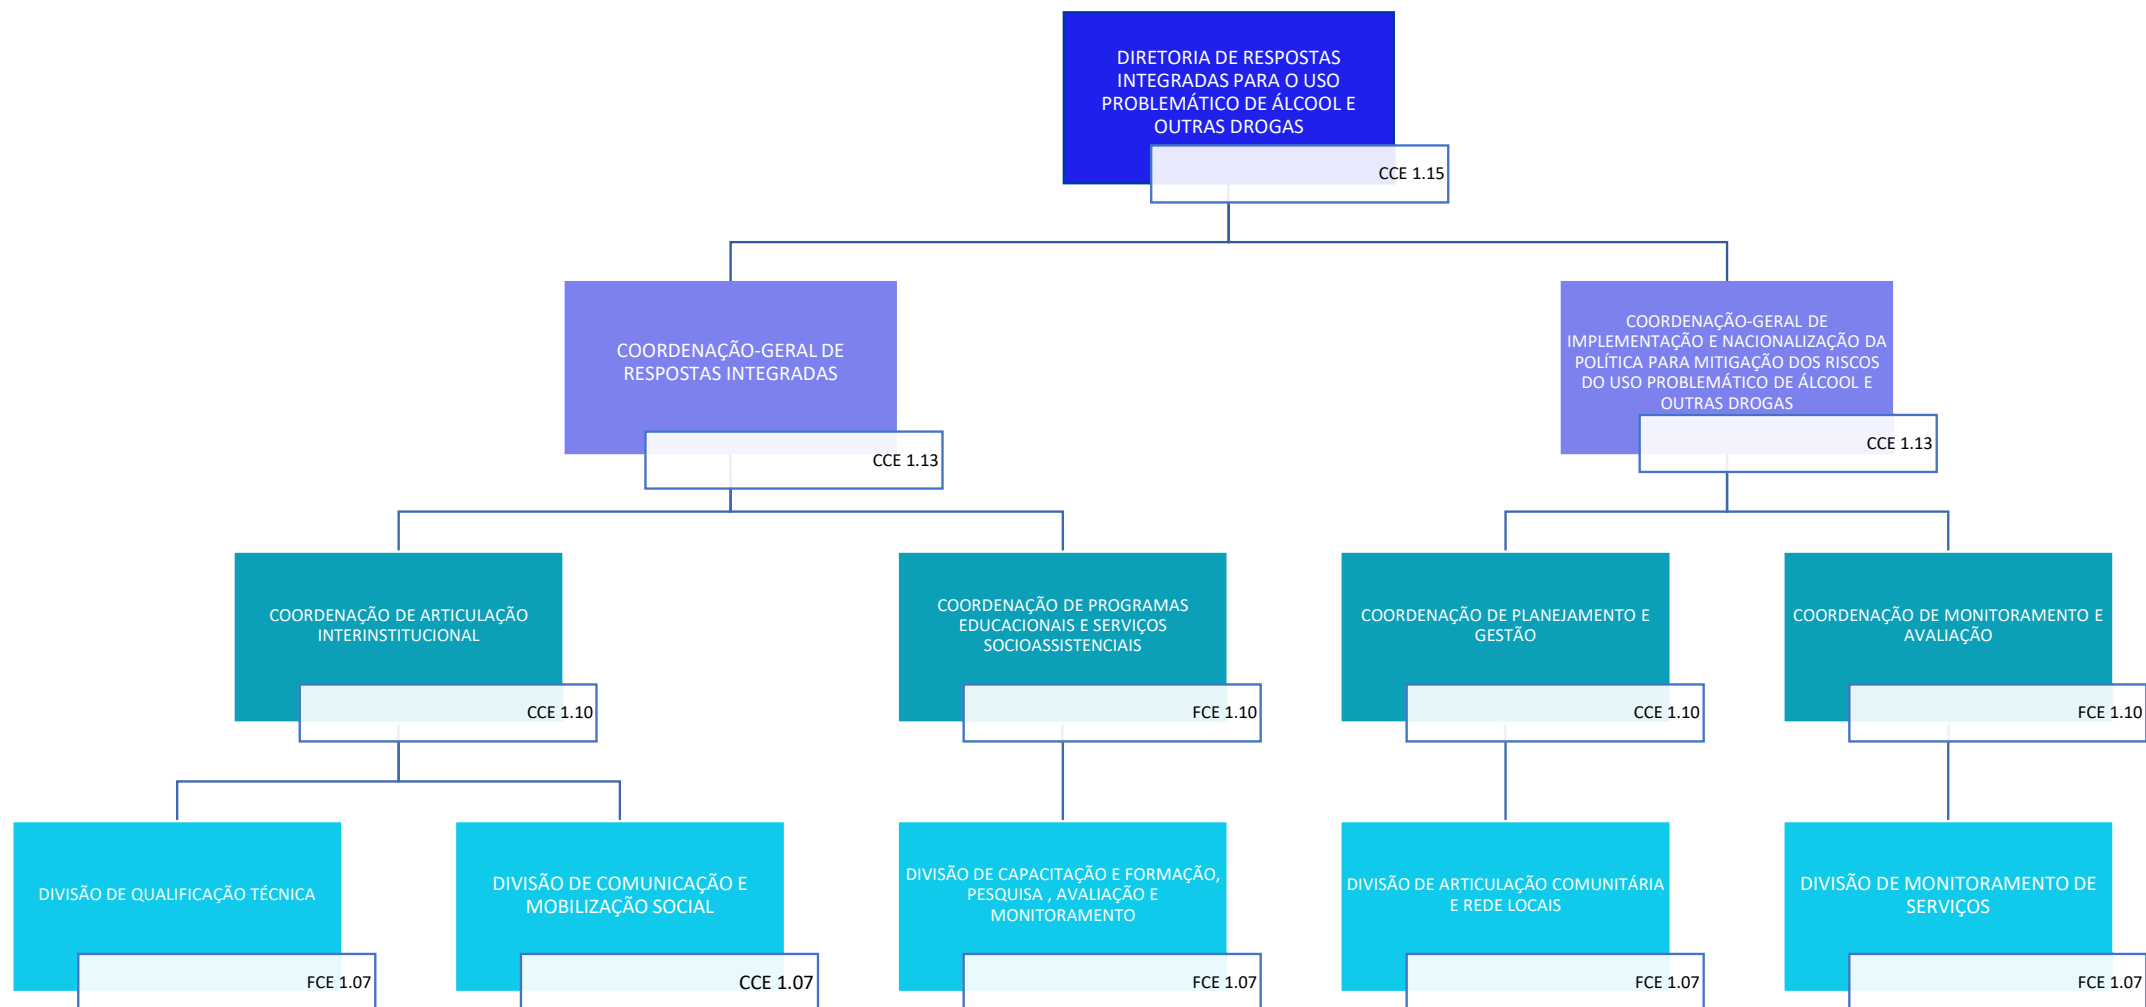 DIRETORIA DE RESPOSTAS
INTEGRADAS PARA O USO
PROBLEMÁTICO DE ÁLCOOL E
OUTRAS DROGAS
CCE 1.15
COORDENAÇÃO-GERAL DE
RESPOSTAS INTEGRADAS
CCE 1.13
COORDENAÇÃO-GERAL DE
IMPLEMENTAÇÃO E NACIONALIZAÇÃO DA
POLÍTICA PARA MITIGAÇÃO DOS RISCOS
DO USO PROBLEMÁTICO DE ÁLCOOL E
OUTRAS DROGAS
CCE 1.13
COORDENAÇÃO DE ARTICULAÇÃO
INTERINSTITUCIONAL
CCE 1.10
COORDENAÇÃO DE PROGRAMAS
EDUCACIONAIS E SERVIÇOS
SOCIOASSISTENCIAIS
FCE 1.10
COORDENAÇÃO DE PLANEJAMENTO E
GESTÃO
CCE 1.10
COORDENAÇÃO DE MONITORAMENTO E
AVALIAÇÃO
FCE 1.10
DIVISÃO DE QUALIFICAÇÃO TÉCNICA
FCE 1.07
DIVISÃO DE COMUNICAÇÃO E
MOBILIZAÇÃO SOCIAL
CCE 1.07
DIVISÃO DE CAPACITAÇÃO E FORMAÇÃO,
PESQUISA , AVALIAÇÃO E
MONITORAMENTO
FCE 1.07
DIVISÃO DE ARTICULAÇÃO COMUNITÁRIA
E REDE LOCAIS
FCE 1.07
DIVISÃO DE MONITORAMENTO DE
SERVIÇOS
FCE 1.07